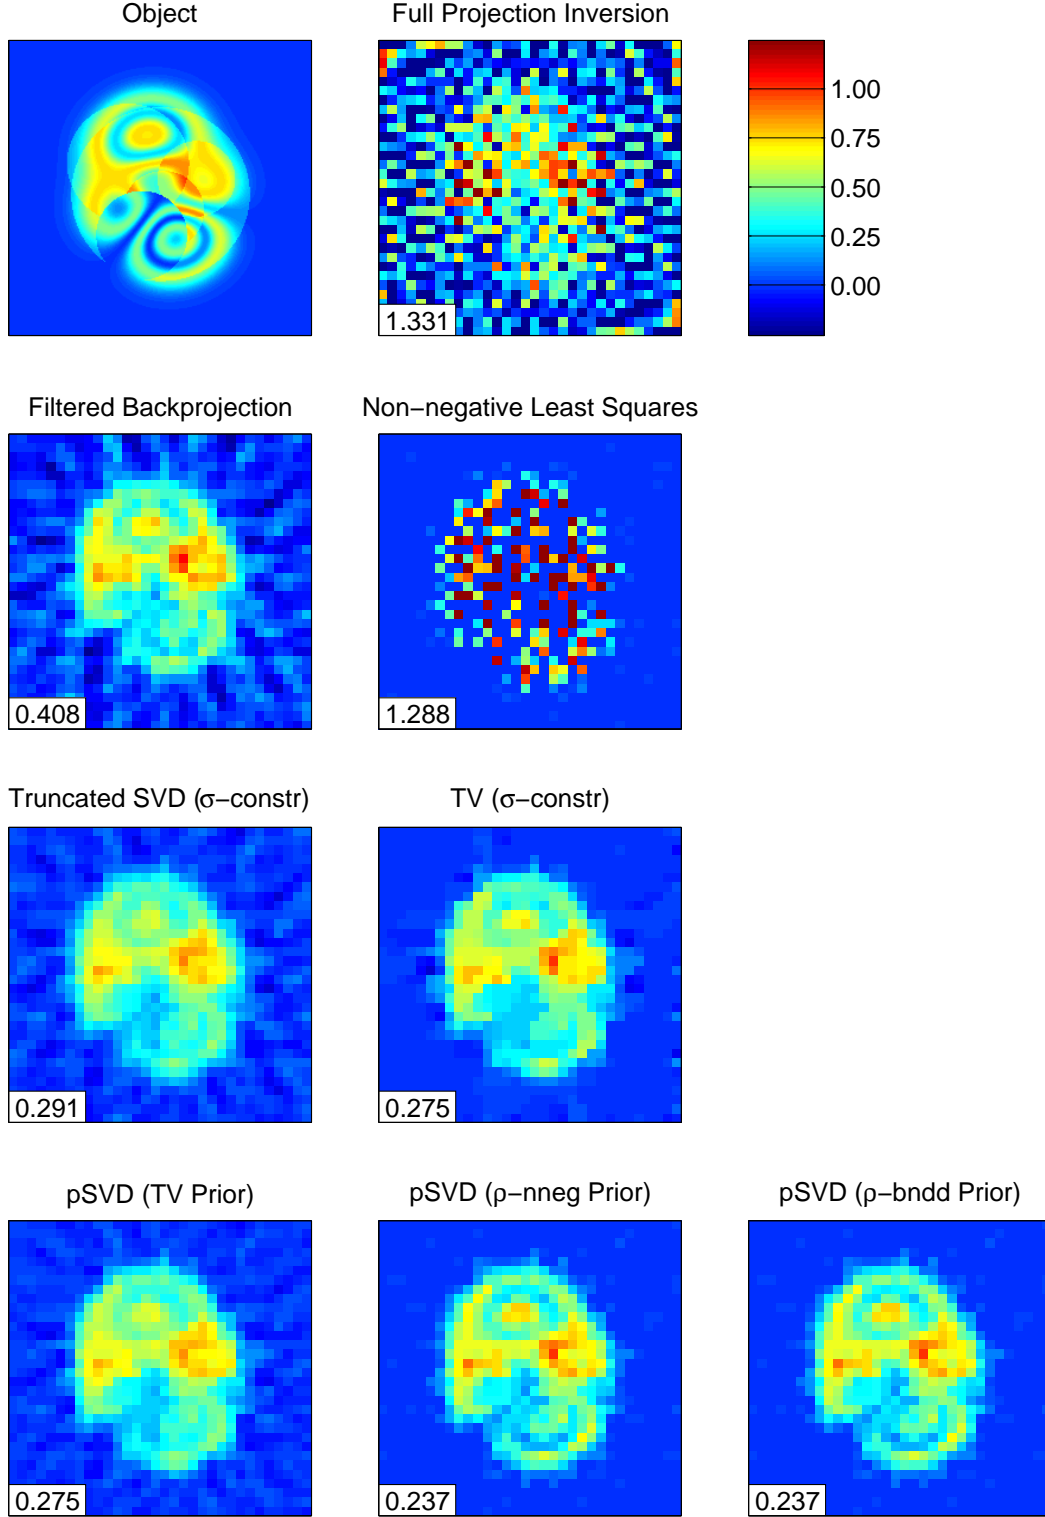 Object
Full Projection Inversion
1.00
0.75
0.50
0.25
0.00
1.331
Filtered Backprojection
Non−negative Least Squares
0.408
1.288
Truncated SVD (σ−constr)
TV (σ−constr)
0.291
0.275
pSVD (TV Prior)
pSVD (ρ−nneg Prior)
pSVD (ρ−bndd Prior)
0.275
0.237
0.237